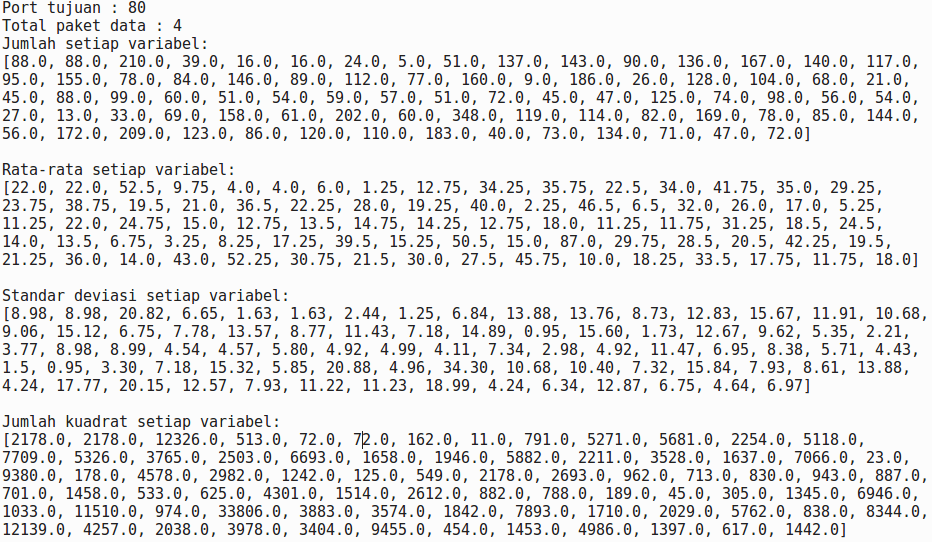 Port tujuan : 80
Total paket data : 4
Jumlah setiap variabel:
[88.0, 88.0, 210.0, 39.0, 16.0, 16.0, 24.0, 5.0, 51.0, 137.0, 143.0, 90.0, 136.0, 167.0, 140.0, 117.0,
95.0, 155.0, 78.0, 84.0, 146.0, 89.0, 112.0, 77.0, 160.0, 9.0, 186.0, 26.0, 128.0, 104.0, 68.0, 21.0,
45.0, 88.0, 99.0, 60.0, 51.0, 54.0, 59.0, 57.0, 51.0, 72.0, 45.0, 47.0, 125.0, 74.0, 98.0, 56.0, 54.0,
27.0, 13.0, 33.0, 69.0, 158.0, 61.0, 202.0, 60.0, 348.0, 119.0, 114.0, 82.0, 169.0, 78.0, 85.0, 144.0,
56.0, 172.0, 209.0, 123.0, 86.0, 120.0, 110.0, 183.0, 40.0, 73.0, 134.0, 71.0, 47.0, 72.0]
Rata-rata setiap variabel:
[22.0, 22.0, 52.5, 9.75, 4.0, 4.0, 6.0, 1.25, 12.75, 34.25, 35.75, 22.5, 34.0, 41.75, 35.0, 29.25,
23.75, 38.75, 19.5, 21.0, 36.5, 22.25, 28.0, 19.25, 40.0, 2.25, 46.5, 6.5, 32.0, 26.0, 17.0, 5.25,
11.25, 22.0, 24.75, 15.0, 12.75, 13.5, 14.75, 14.25, 12.75, 18.0, 11.25, 11.75, 31.25, 18.5, 24.5,
14.0, 13.5, 6.75, 3.25, 8.25, 17.25, 39.5, 15.25, 50.5, 15.0, 87.0, 29.75, 28.5, 20.5, 42.25, 19.5,
21.25, 36.0, 14.0, 43.0, 52.25, 30.75, 21.5, 30.0, 27.5, 45.75, 10.0, 18.25, 33.5, 17.75, 11.75, 18.0]
Standar deviasi setiap variabel:
[8.98, 8.98, 20.82, 6.65, 1.63, 1.63, 2.44, 1.25, 6.84, 13.88, 13.76, 8.73, 12.83, 15.67, 11.91, 10.68,
9.06, 15.12, 6.75, 7.78, 13.57, 8.77, 11.43, 7.18, 14.89, 0.95, 15.60, 1.73, 12.67, 9.62, 5.35, 2.21,
3.77, 8.98, 8.99, 4.54, 4.57, 5.80, 4.92, 4.99, 4.11, 7.34, 2.98, 4.92, 11.47, 6.95, 8.38, 5.71, 4.43,
1.5, 0.95, 3.30, 7.18, 15.32, 5.85, 20.88, 4.96, 34.30, 10.68, 10.40, 7.32, 15.84, 7.93, 8.61, 13.88,
4.24, 17.77, 20.15, 12.57, 7.93, 11.22, 11.23, 18.99, 4.24, 6.34, 12.87, 6.75, 4.64, 6.97]
Jumlah kuadrat setiap variabel:
[2178.0, 2178.0, 12326.0, 513.0, 72.0, 72.0, 162.0, 11.0, 791.0, 5271.0, 5681.0, 2254.0, 5118.0,
7709.0, 5326.0, 3765.0, 2503.0, 6693.0, 1658.0, 1946.0, 5882.0, 2211.0, 3528.0, 1637.0, 7066.0, 23.0,
9380.0, 178.0, 4578.0, 2982.0, 1242.0, 125.0, 549.0, 2178.0, 2693.0, 962.0, 713.0, 830.0, 943.0, 887.0,
701.0, 1458.0, 533.0, 625.0, 4301.0, 1514.0, 2612.0, 882.0, 788.0, 189.0, 45.0, 305.0, 1345.0, 6946.0,
1033.0, 11510.0, 974.0, 33806.0, 3883.0, 3574.0, 1842.0, 7893.0, 1710.0, 2029.0, 5762.0, 838.0, 8344.0,
12139.0, 4257.0, 2038.0, 3978.0, 3404.0, 9455.0, 454.0, 1453.0, 4986.0, 1397.0, 617.0, 1442.0]